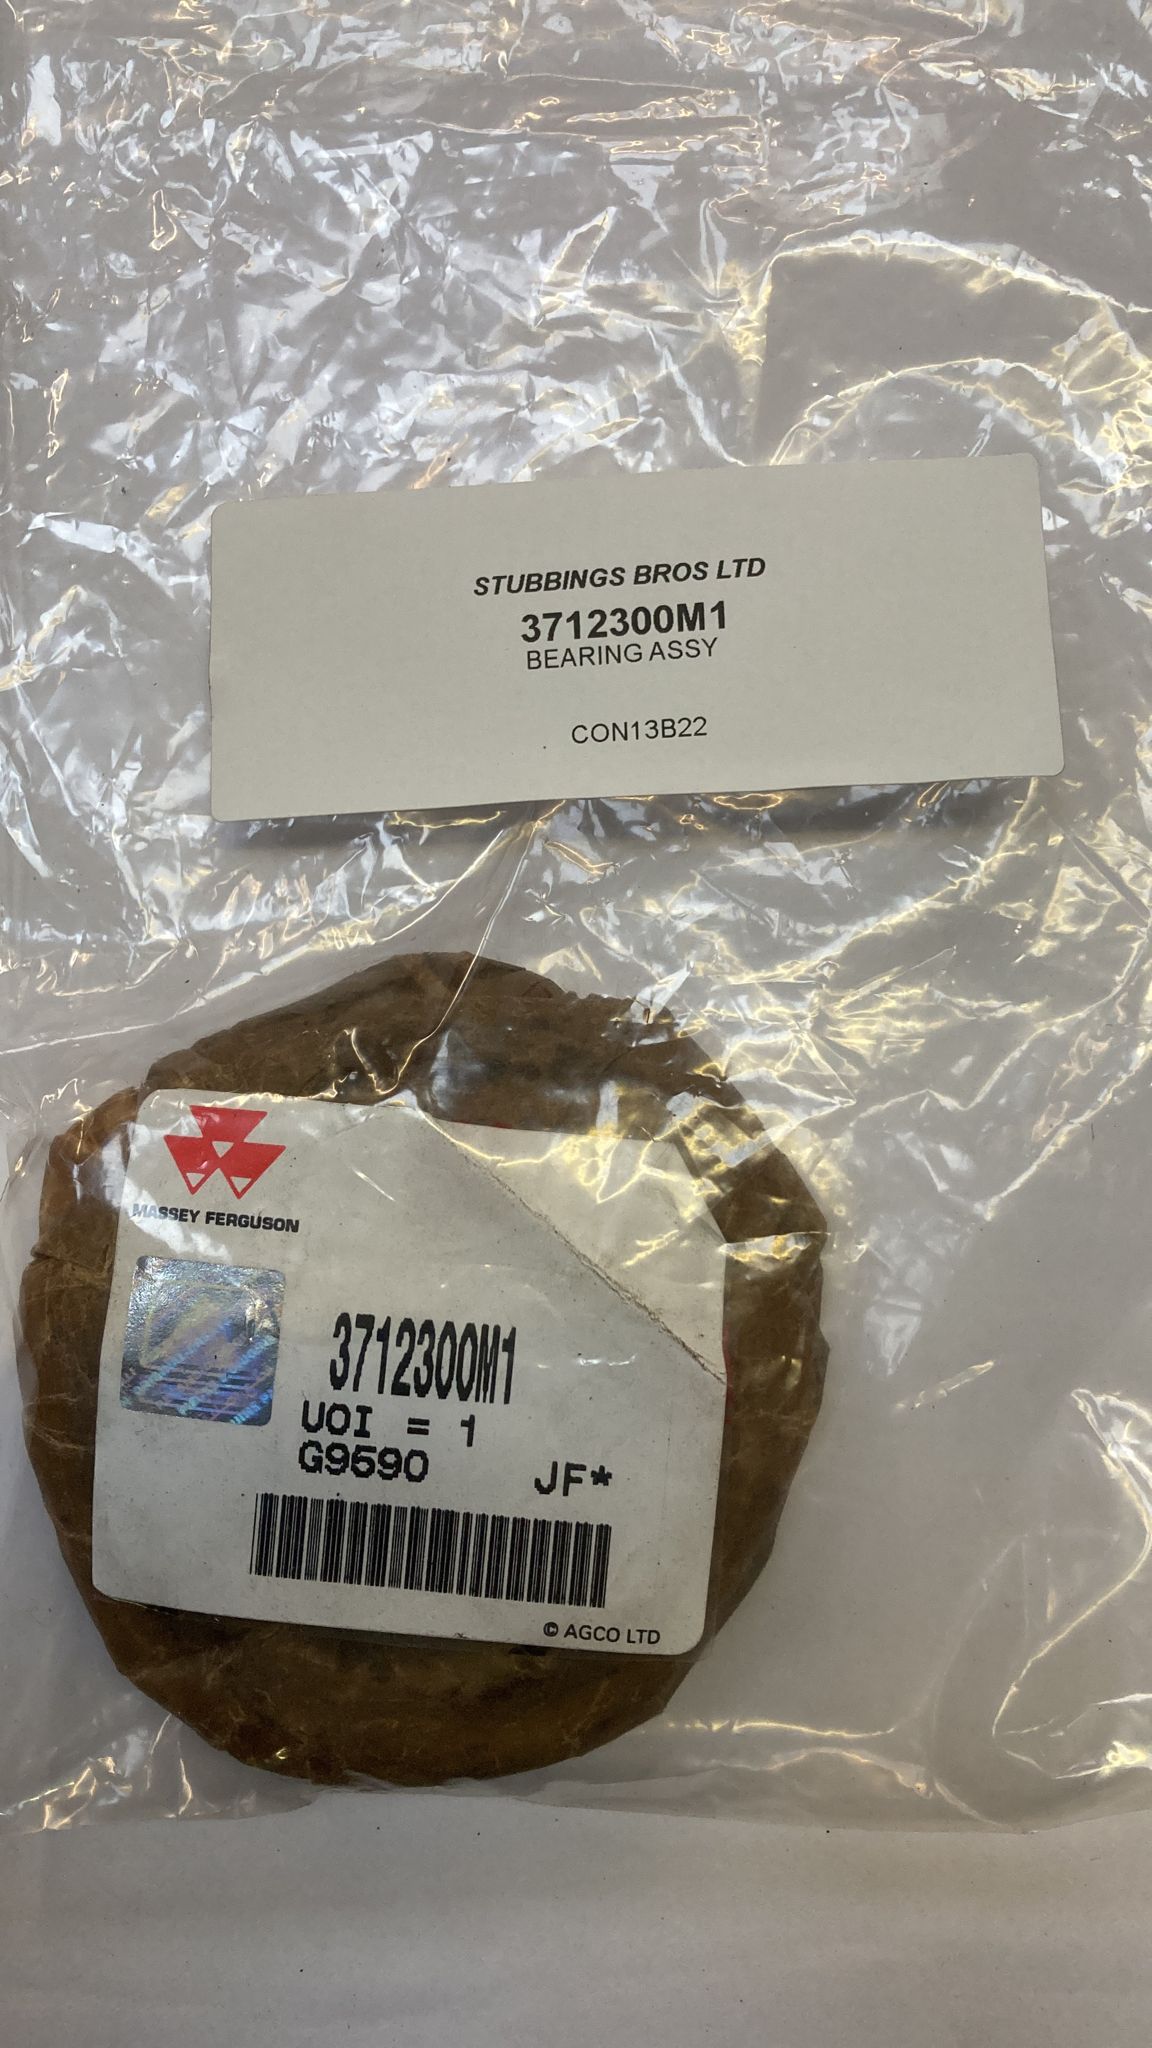 STUBBINGS BROS LTD
3712300M1
BEARING ASSY
CON13B22
MASSEY FERGUSON
3712300M1
UOI = 1
G9590 JF*
© AGCO LTD